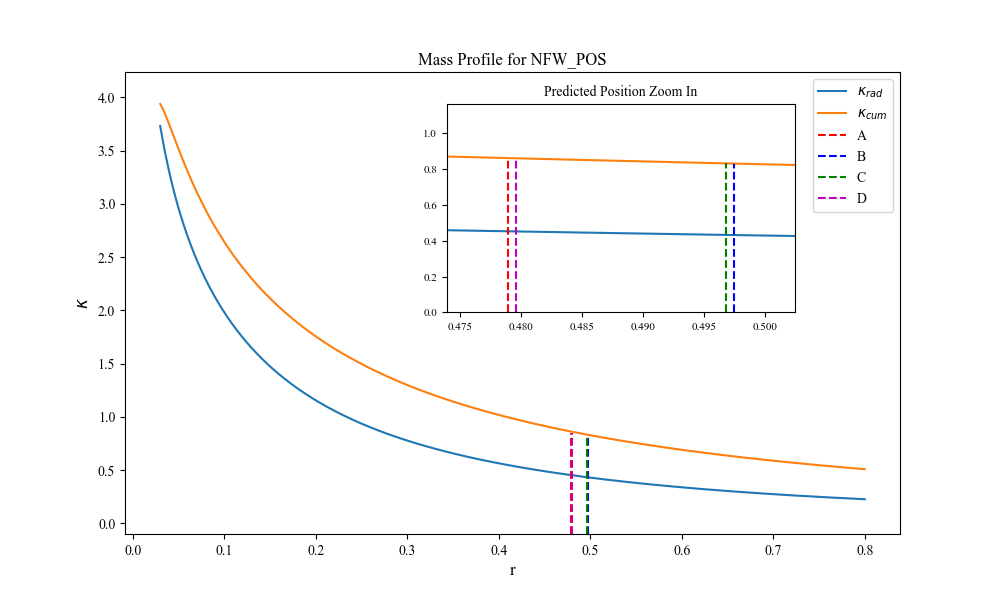 Mass Profile for NFW_POS
Predicted Position Zoom In
κ_rad
κ_cum
A
B
C
D
4.0
3.5
3.0
2.5
2.0
1.5
1.0
0.5
0.0
κ
1.0
0.8
0.6
0.4
0.2
0.0
0.475 0.480 0.485 0.490 0.495 0.500
0.0 0.1 0.2 0.3 0.4 0.5 0.6 0.7 0.8
r